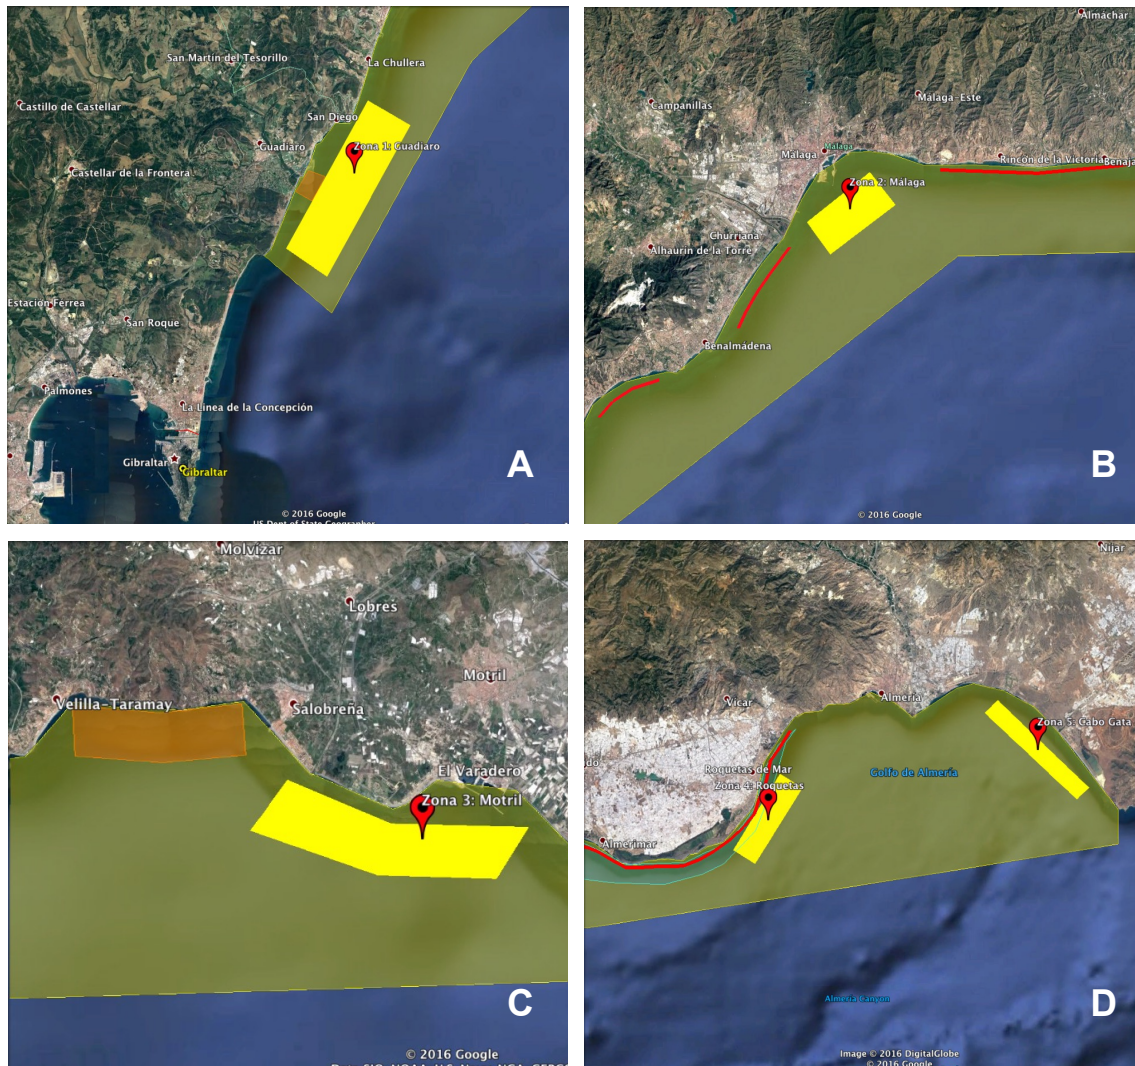 San Martín del Tesorillo
La Chullera
Castillo de Castellar
San Diego
Guadiaro
Zona 1: Guadiaro
Castellar de la Frontera
Estación Ferrea
San Roque
Palmones
La Línea de la Concepción
Gibraltar
Gibraltar
A
© 2016 Google
US Dept of State Geographer
Almáchar
Campanillas
Malaga-Este
Málaga
Málaga
Rincón de la Victoria
Benaja
Zona 2: Málaga
Churriana
Alhaurín de la Torre
Benalmádena
B
© 2016 Google
Molvízar
Lobres
Motril
Velilla-Taramay
Salobreña
El Varadero
Zona 3: Motril
C
© 2016 Google
Níjar
Almería
Vícar
Zona 5: Cabo Gata
Roquetas de Mar
Golfo de Almería
Zona 4: Roquetas
Almerimar
Almesia Canyon
D
Image © 2016 DigitalGlobe
© 2016 Google